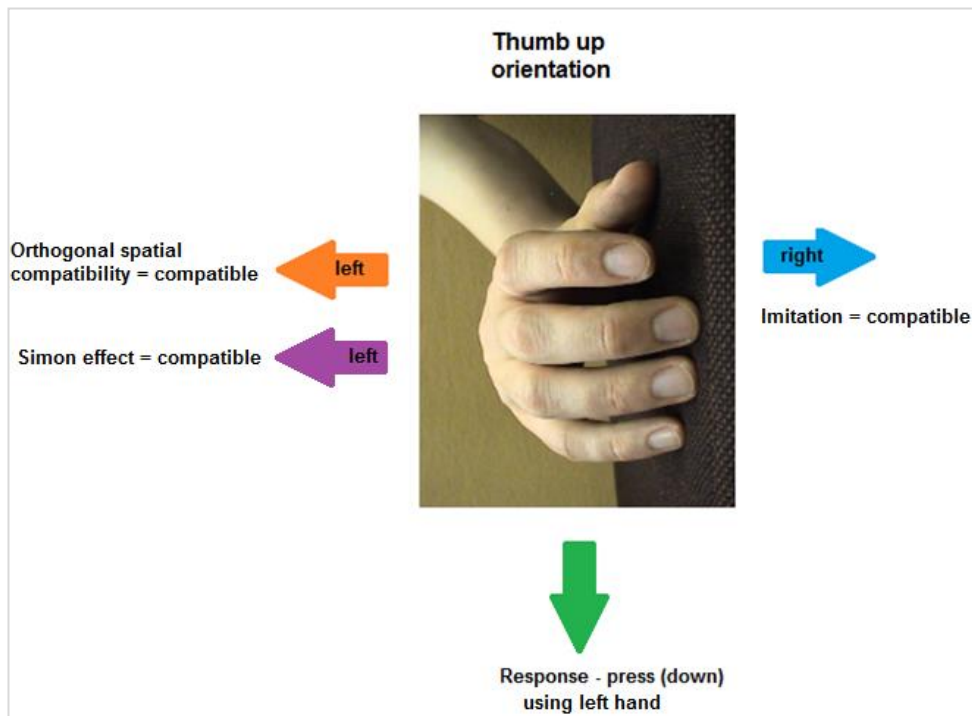 Thumb up
orientation
Orthogonal spatial
compatibility = compatible
left
right
Imitation = compatible
Simon effect = compatible
left
Response - press (down)
using left hand